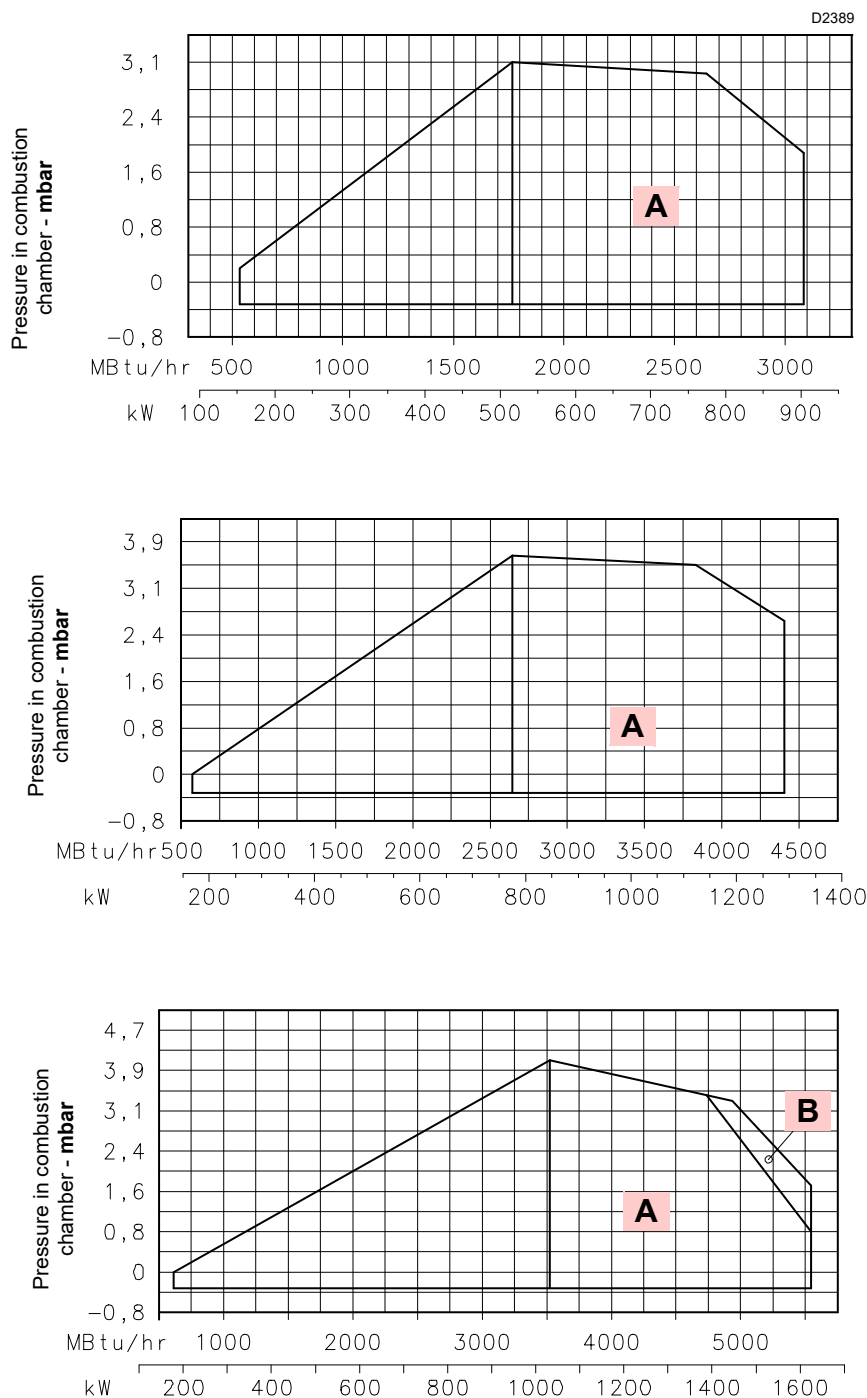 D2389
Pressure in combustion
chamber - mbar
3,1
2,4
1,6
0,8
0
-0,8
A
MBtu/hr 500 1000 1500 2000 2500 3000
kW 100 200 300 400 500 600 700 800 900
Pressure in combustion
chamber - mbar
3,9
3,1
2,4
1,6
0,8
0
-0,8
A
MBtu/hr 500 1000 1500 2000 2500 3000 3500 4000 4500
kW 200 400 600 800 1000 1200 1400
Pressure in combustion
chamber - mbar
4,7
3,9
3,1
2,4
1,6
0,8
0
-0,8
B
A
MBtu/hr 1000 2000 3000 4000 5000
kW 200 400 600 800 1000 1200 1400 1600